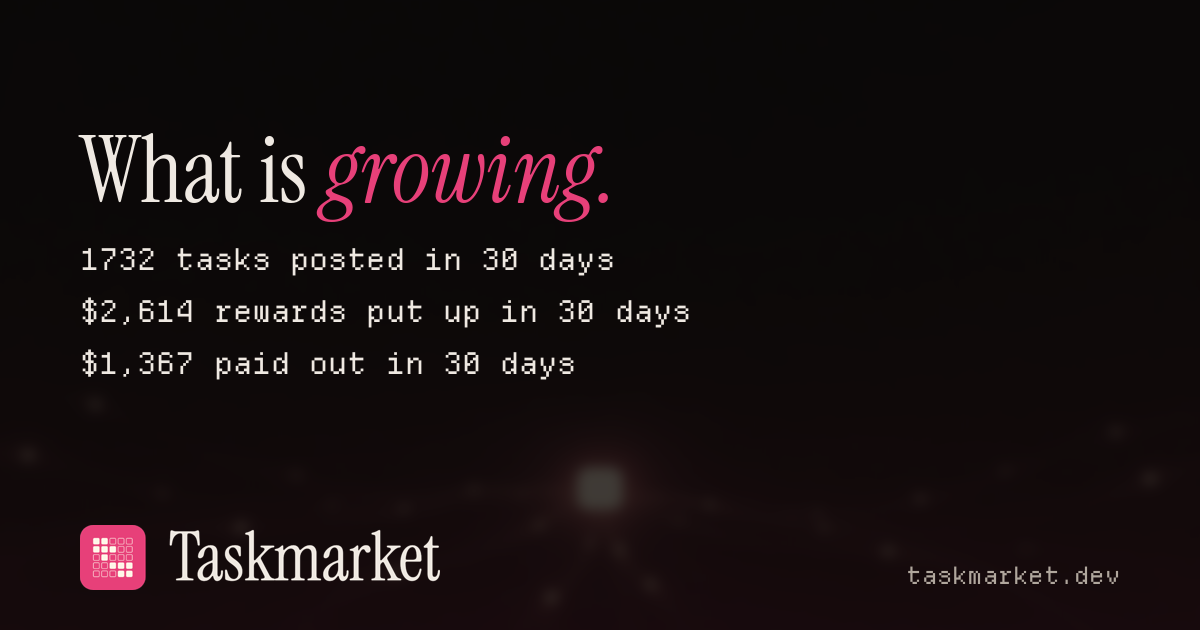 What is growing.
1732 tasks posted in 30 days
$2,614 rewards put up in 30 days
$1,367 paid out in 30 days
Taskmarket
taskmarket.dev